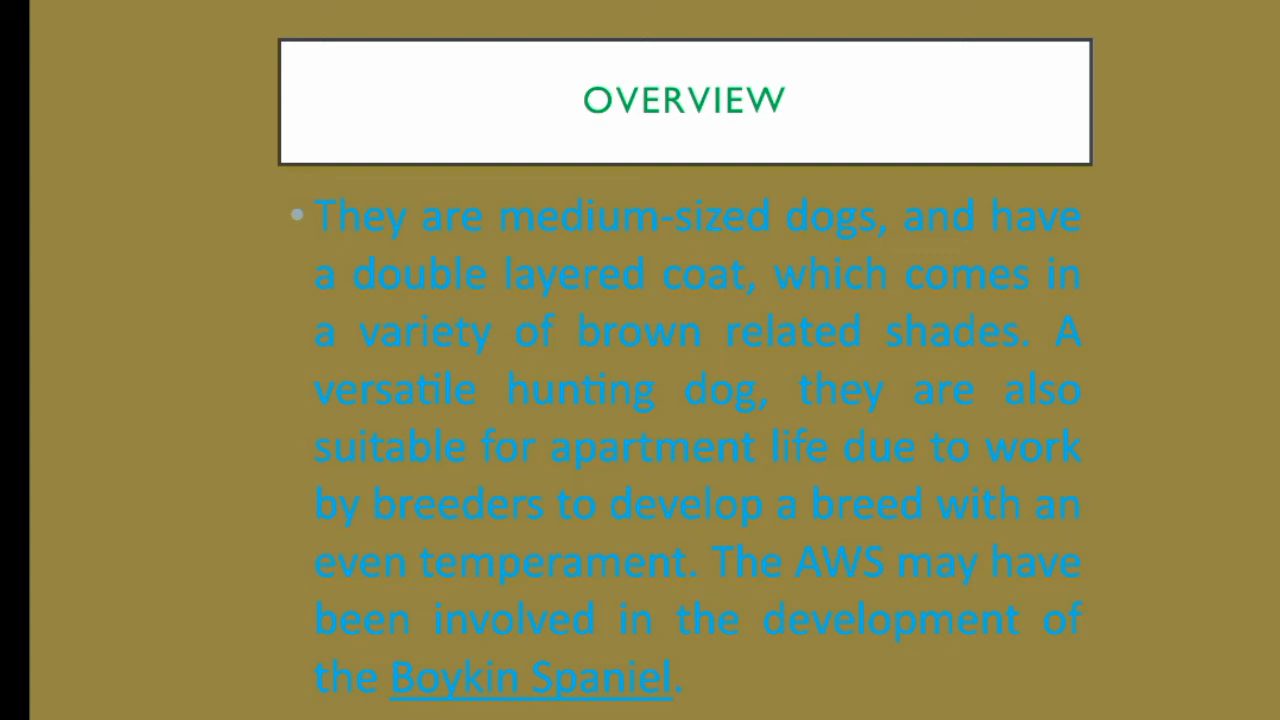 OVERVIEW
• They are medium-sized dogs, and have
a double layered coat, which comes in
a variety of brown related shades. A
versatile hunting dog, they are also
suitable for apartment life due to work
by breeders to develop a breed with an
even temperament. The AWS may have
been involved in the development of
the Boykin Spaniel.